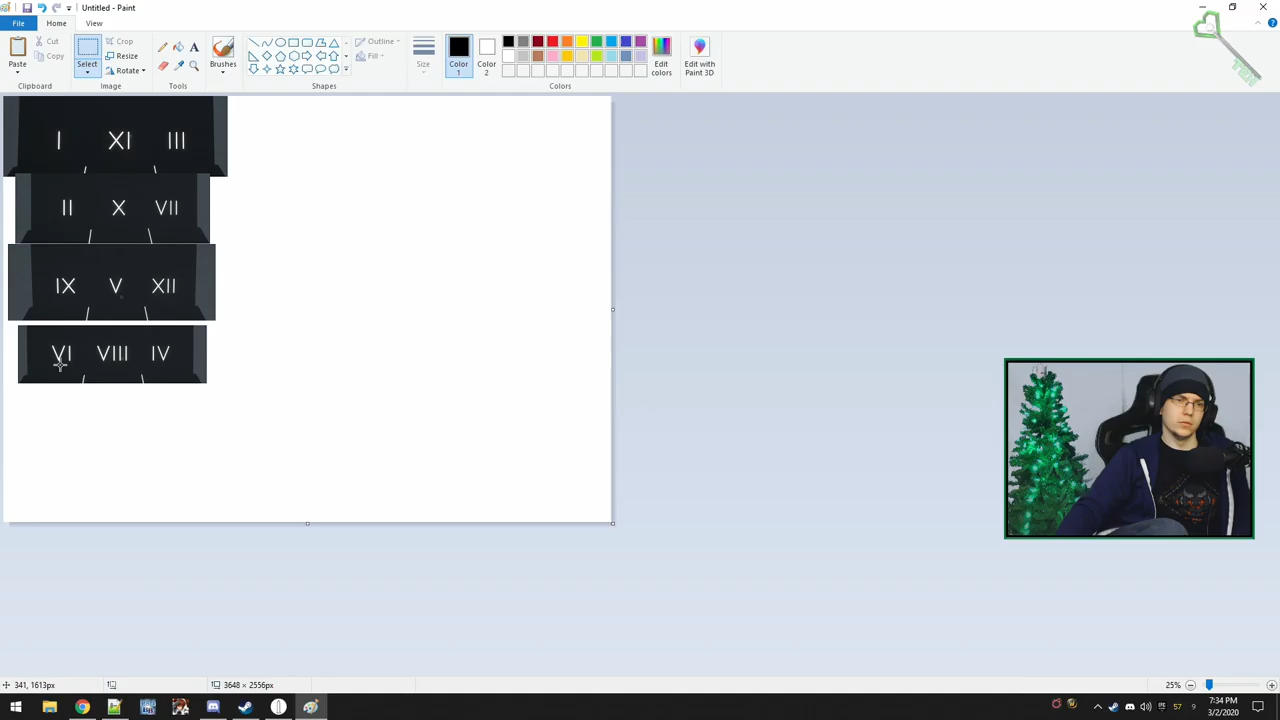 Untitled - Paint
File Home View
Paste
Cut
Copy
Clipboard
Select
Crop
Resize
Rotate
Image
A
Tools
Brushes
Outline
Fill
Shapes
Size
Color 1
Color 2
Edit colors
Colors
Edit with Paint 3D
I XI III
II X VII
IX V XII
VI VIII IV
341, 1613px
3648 × 2556px
25%
57 9
7:34 PM
3/2/2020